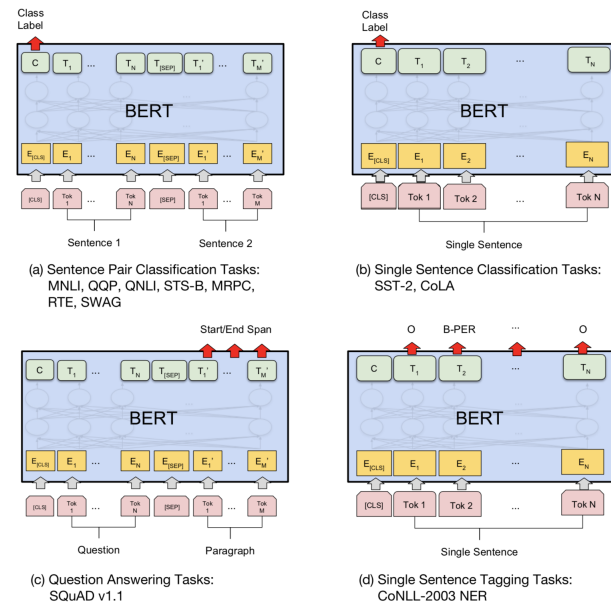 Class
Label
C T1 ... TN T[SEP] T1' ... TM'
BERT
E[CLS] E1 ... EN E[SEP] E1' ... EM'
[CLS] Tok 1 ... Tok N [SEP] Tok 1 ... Tok M
Sentence 1 Sentence 2
(a) Sentence Pair Classification Tasks:
MNLI, QQP, QNLI, STS-B, MRPC,
RTE, SWAG
Class
Label
C T1 T2 ... TN
BERT
E[CLS] E1 E2 ... EN
[CLS] Tok 1 Tok 2 ... Tok N
Single Sentence
(b) Single Sentence Classification Tasks:
SST-2, CoLA
Start/End Span
C T1 ... TN T[SEP] T1' ... TM'
BERT
E[CLS] E1 ... EN E[SEP] E1' ... EM'
[CLS] Tok 1 ... Tok N [SEP] Tok 1 ... Tok M
Question Paragraph
(c) Question Answering Tasks:
SQuAD v1.1
O B-PER ... O
C T1 T2 ... TN
BERT
E[CLS] E1 E2 ... EN
[CLS] Tok 1 Tok 2 ... Tok N
Single Sentence
(d) Single Sentence Tagging Tasks:
CoNLL-2003 NER